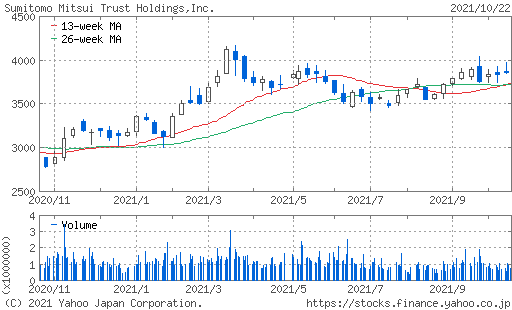 Sumitomo Mitsui Trust Holdings,Inc. 2021/10/22
4500
13-week MA
26-week MA
4000
3500
3000
2500
2020/11 2021/1 2021/3 2021/5 2021/7 2021/9
4
Volume
3
2
1
0
(x1000000)
2020/11 2021/1 2021/3 2021/5 2021/7 2021/9
(C) 2021 Yahoo Japan Corporation. https://stocks.finance.yahoo.co.jp/